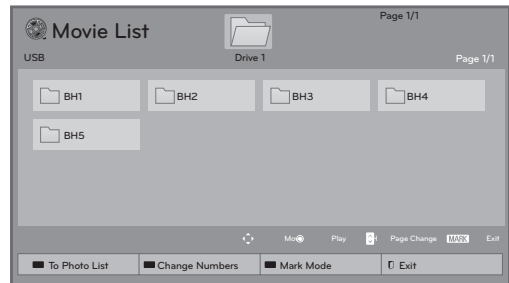 Page 1/1
Movie List
USB
Drive 1
Page 1/1
BH1 BH2 BH3 BH4
BH5
Play Page Change MARK Exit
To Photo List Change Numbers Mark Mode Exit